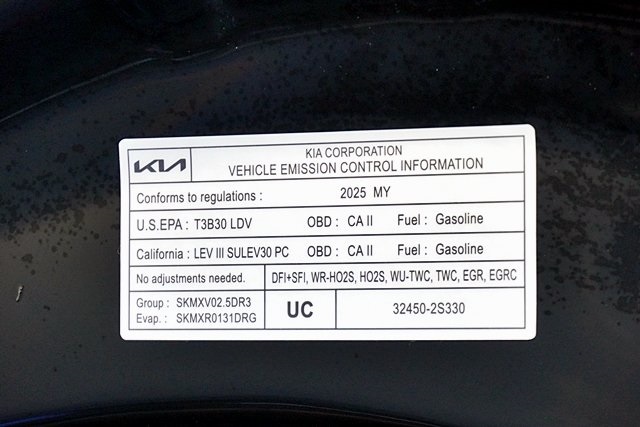 KIA
KIA CORPORATION
VEHICLE EMISSION CONTROL INFORMATION
Conforms to regulations : 2025 MY
U.S.EPA : T3B30 LDV OBD : CA II Fuel : Gasoline
California : LEV III SULEV30 PC OBD : CA II Fuel : Gasoline
No adjustments needed. DFI+SFI, WR-HO2S, HO2S, WU-TWC, TWC, EGR, EGRC
Group : SKMXV02.5DR3
Evap. : SKMXR0131DRG
UC
32450-2S330